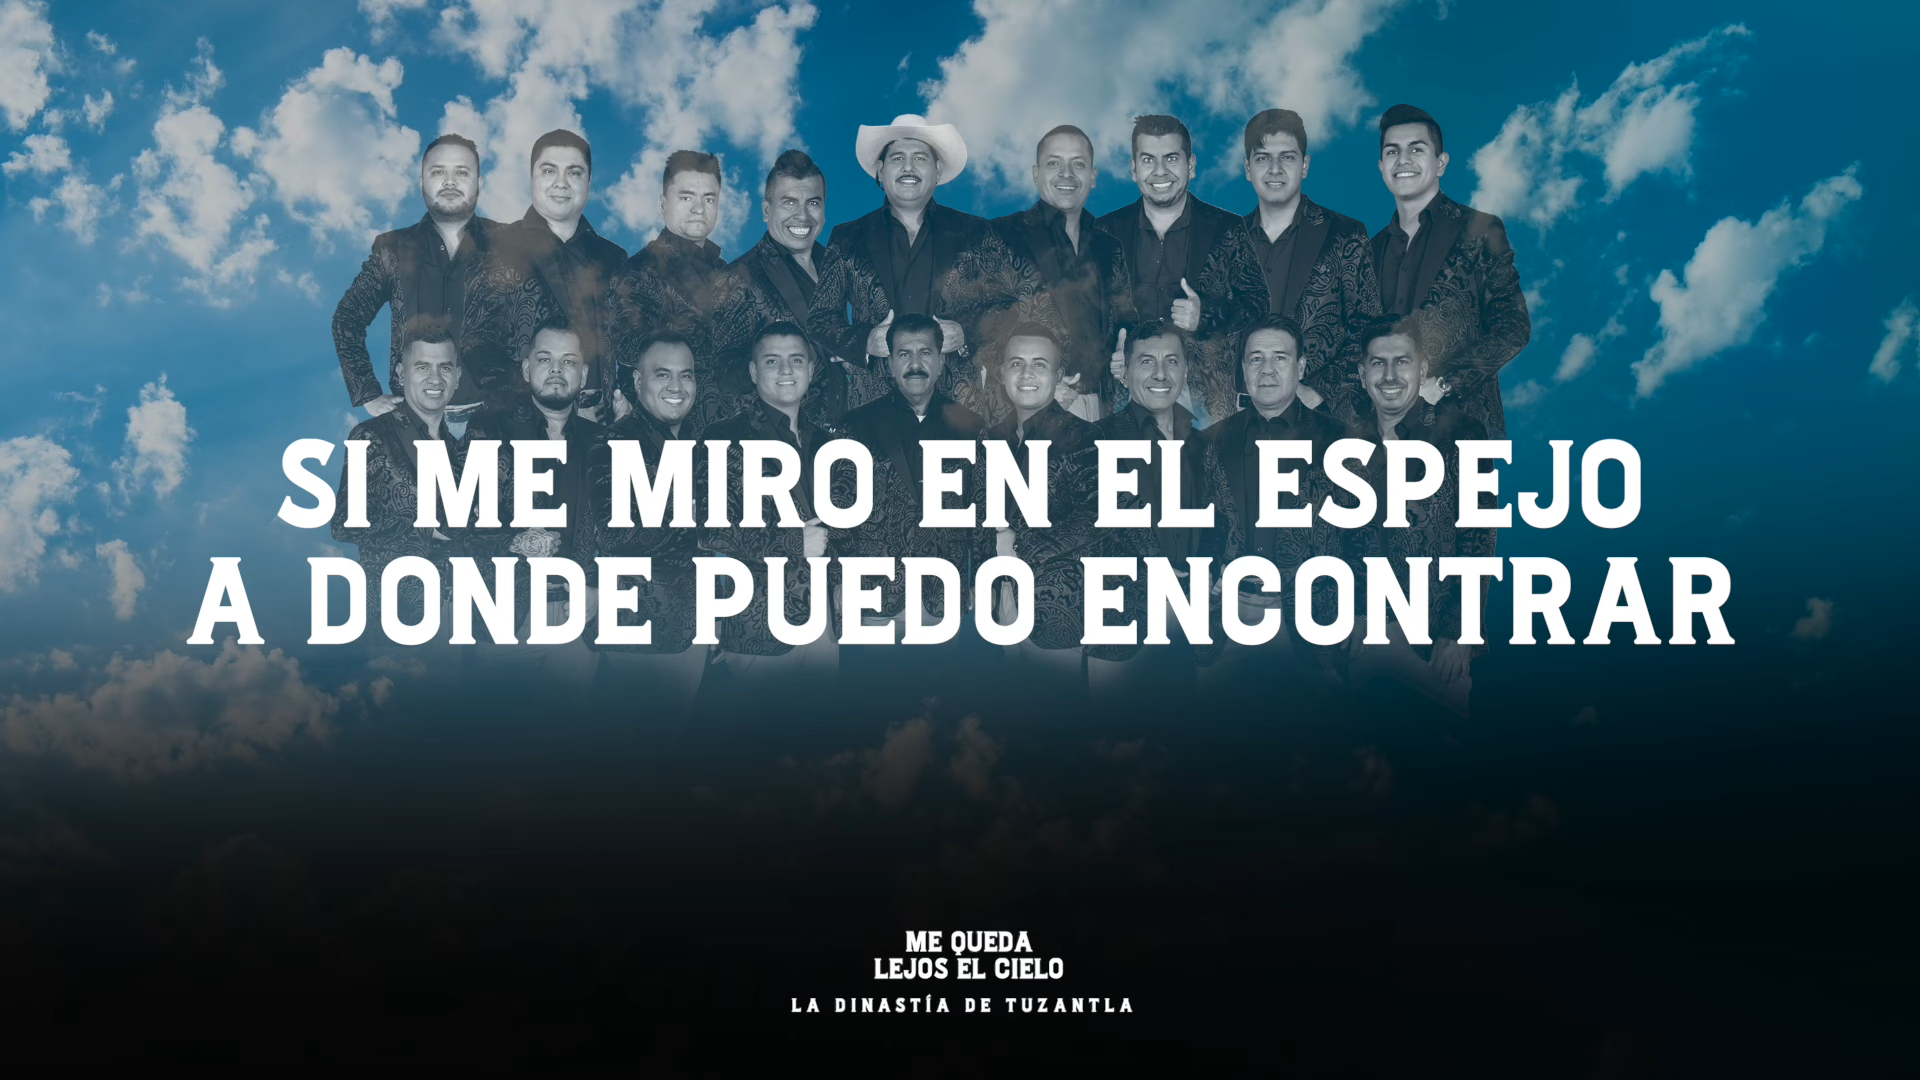 SI ME MIRO EN EL ESPEJO
A DONDE PUEDO ENCONTRAR
ME QUEDA
LEJOS EL CIELO
LA DINASTÍA DE TUZANTLA